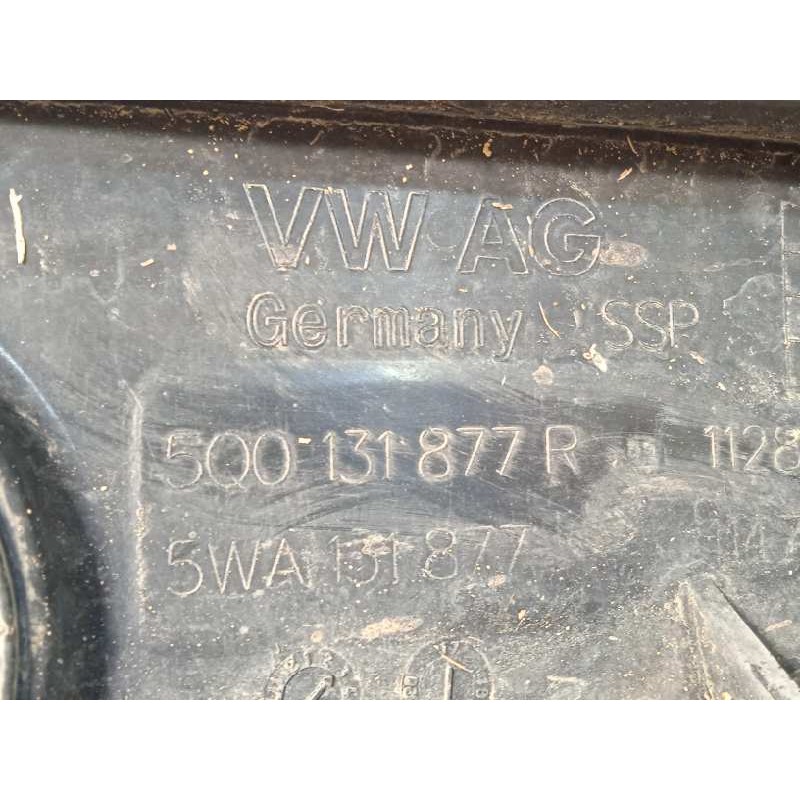 VW AG
Germany SSP
5Q0 131 877 R 1128
5WA 131 877